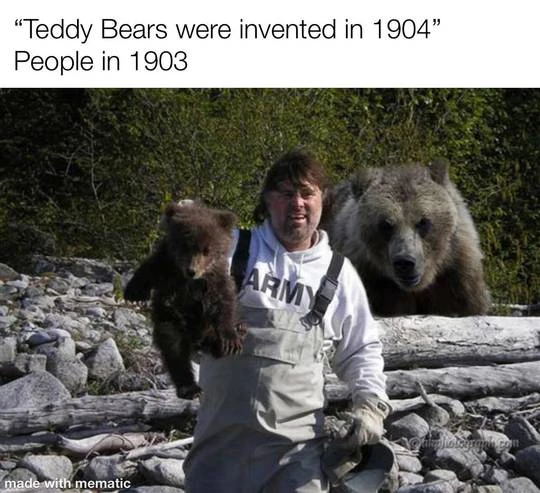 “Teddy Bears were invented in 1904”
People in 1903
ARMY
made with mematic